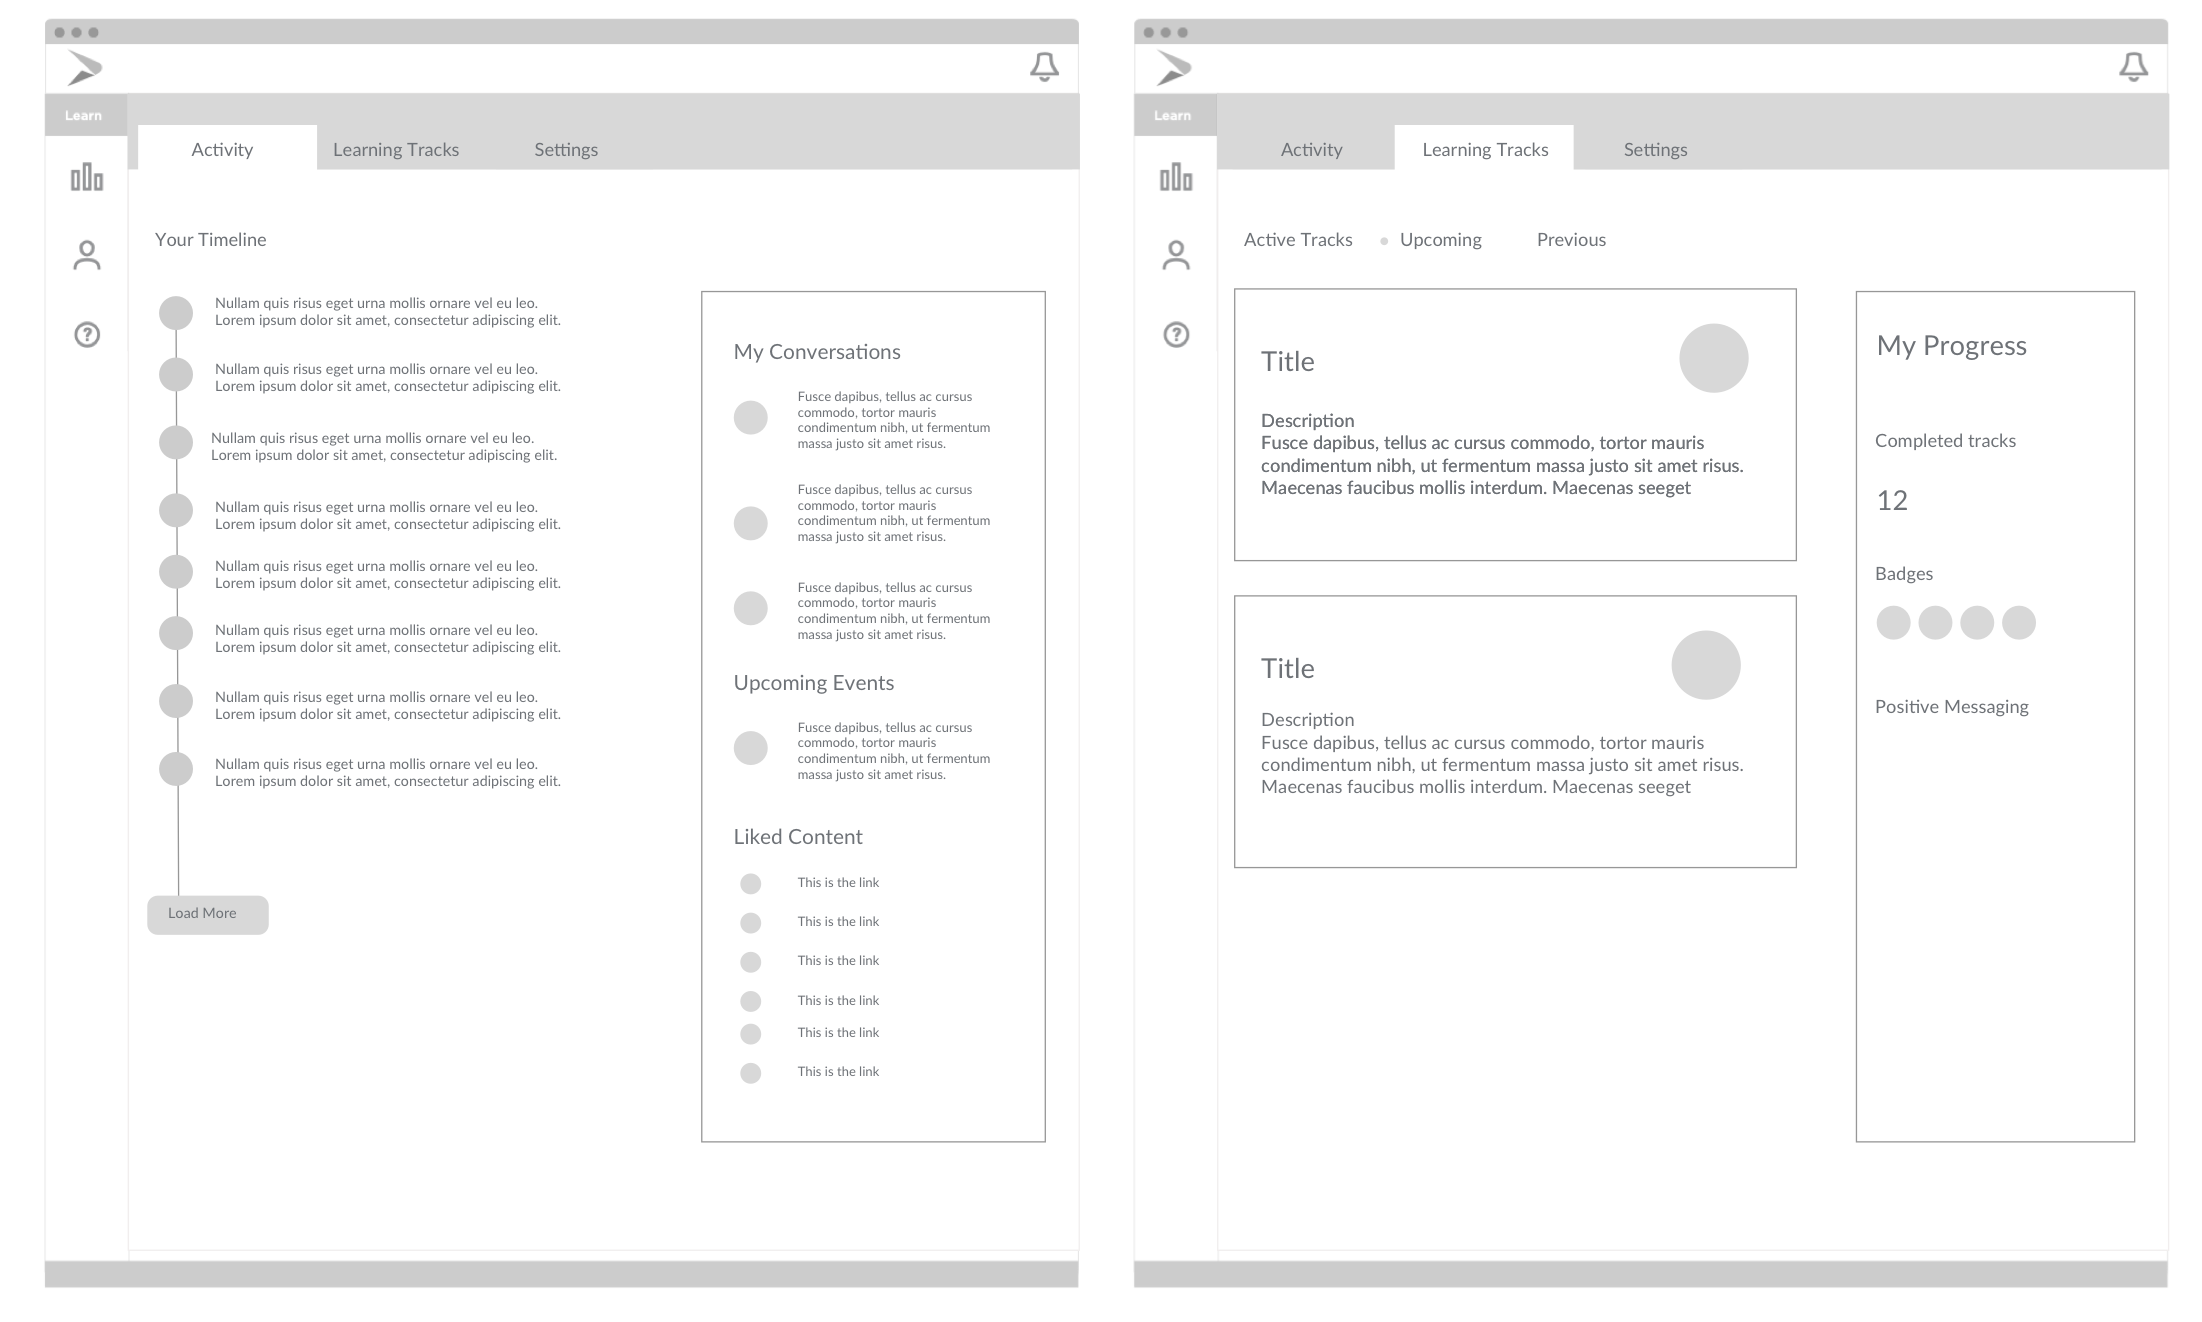 Learn
Activity
Learning Tracks
Settings
Your Timeline
Nullam quis risus eget urna mollis ornare vel eu leo.
Lorem ipsum dolor sit amet, consectetur adipiscing elit.
Nullam quis risus eget urna mollis ornare vel eu leo.
Lorem ipsum dolor sit amet, consectetur adipiscing elit.
Nullam quis risus eget urna mollis ornare vel eu leo.
Lorem ipsum dolor sit amet, consectetur adipiscing elit.
Nullam quis risus eget urna mollis ornare vel eu leo.
Lorem ipsum dolor sit amet, consectetur adipiscing elit.
Nullam quis risus eget urna mollis ornare vel eu leo.
Lorem ipsum dolor sit amet, consectetur adipiscing elit.
Nullam quis risus eget urna mollis ornare vel eu leo.
Lorem ipsum dolor sit amet, consectetur adipiscing elit.
Nullam quis risus eget urna mollis ornare vel eu leo.
Lorem ipsum dolor sit amet, consectetur adipiscing elit.
Nullam quis risus eget urna mollis ornare vel eu leo.
Lorem ipsum dolor sit amet, consectetur adipiscing elit.
Load More
My Conversations
Fusce dapibus, tellus ac cursus
commodo, tortor mauris
condimentum nibh, ut fermentum
massa justo sit amet risus.
Fusce dapibus, tellus ac cursus
commodo, tortor mauris
condimentum nibh, ut fermentum
massa justo sit amet risus.
Fusce dapibus, tellus ac cursus
commodo, tortor mauris
condimentum nibh, ut fermentum
massa justo sit amet risus.
Upcoming Events
Fusce dapibus, tellus ac cursus
commodo, tortor mauris
condimentum nibh, ut fermentum
massa justo sit amet risus.
Liked Content
This is the link
This is the link
This is the link
This is the link
This is the link
This is the link
Learn
Activity
Learning Tracks
Settings
Active Tracks
Upcoming
Previous
Title
Description
Fusce dapibus, tellus ac cursus commodo, tortor mauris
condimentum nibh, ut fermentum massa justo sit amet risus.
Maecenas faucibus mollis interdum. Maecenas seeget
Title
Description
Fusce dapibus, tellus ac cursus commodo, tortor mauris
condimentum nibh, ut fermentum massa justo sit amet risus.
Maecenas faucibus mollis interdum. Maecenas seeget
My Progress
Completed tracks
12
Badges
Positive Messaging